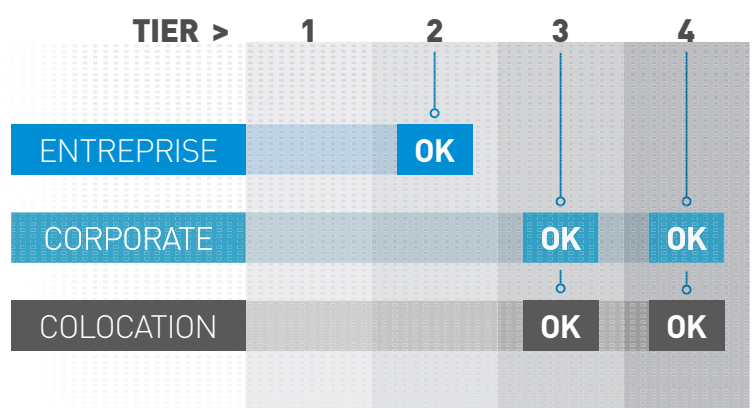 TIER > 1 2 3 4
ENTREPRISE OK
CORPORATE OK OK
COLOCATION OK OK